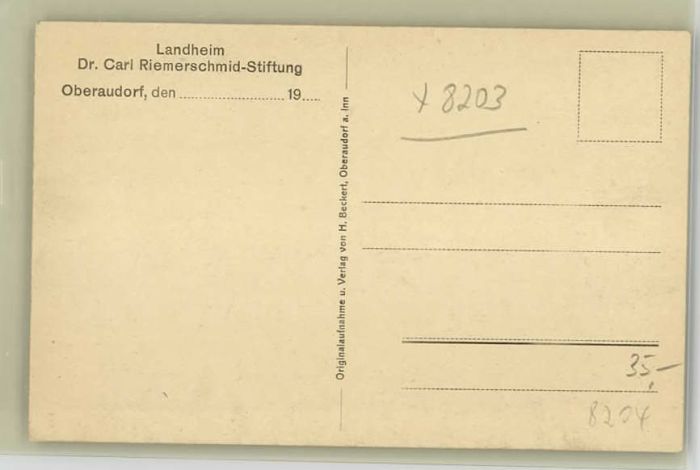 Landheim
Dr. Carl Riemerschmid-Stiftung
Oberaudorf, den ........................ 19....
Originalaufnahme u. Verlag von H. Beckert, Oberaudorf a. Inn
x 8203
35,-
8204